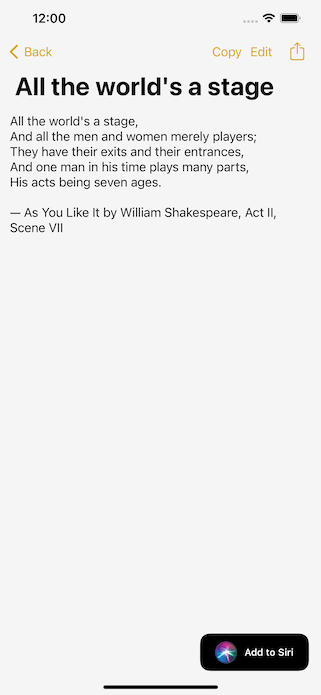 12:00
Back
Copy Edit
All the world's a stage
All the world's a stage,
And all the men and women merely players;
They have their exits and their entrances,
And one man in his time plays many parts,
His acts being seven ages.
— As You Like It by William Shakespeare, Act II,
Scene VII
Add to Siri